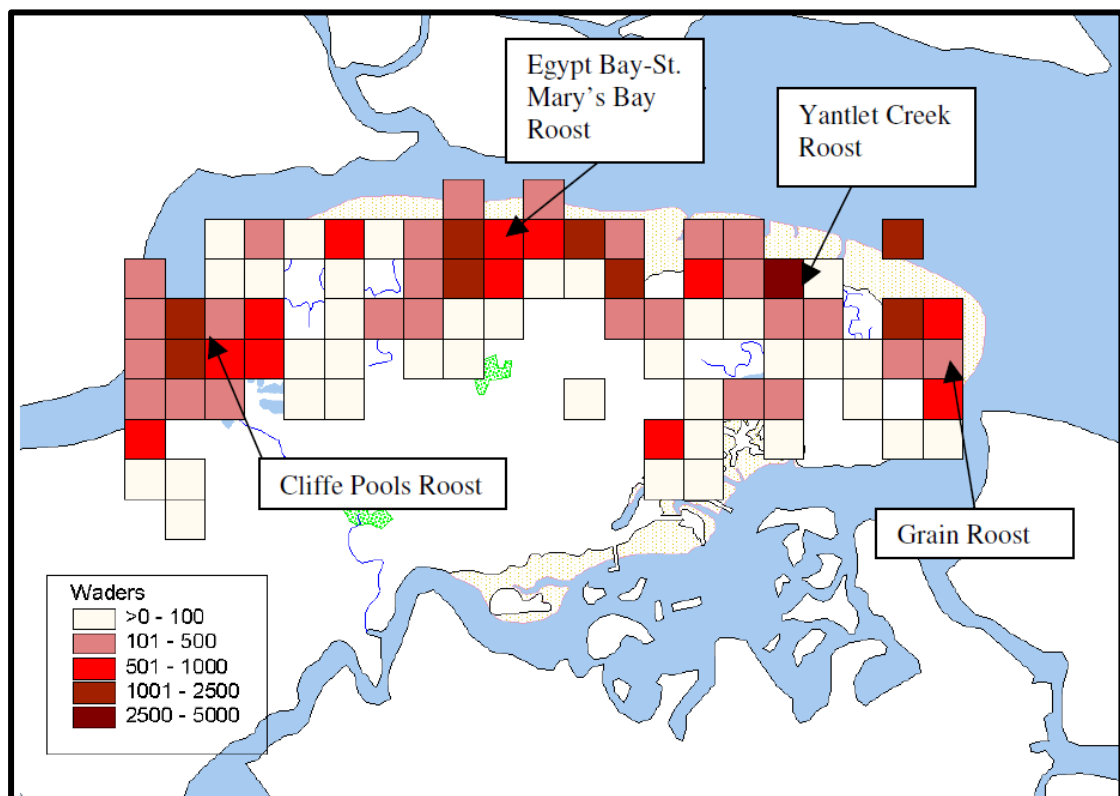 Egypt Bay-St.
Mary's Bay
Roost
Yantlet Creek
Roost
Cliffe Pools Roost
Grain Roost
Waders
>0 - 100
101 - 500
501 - 1000
1001 - 2500
2500 - 5000